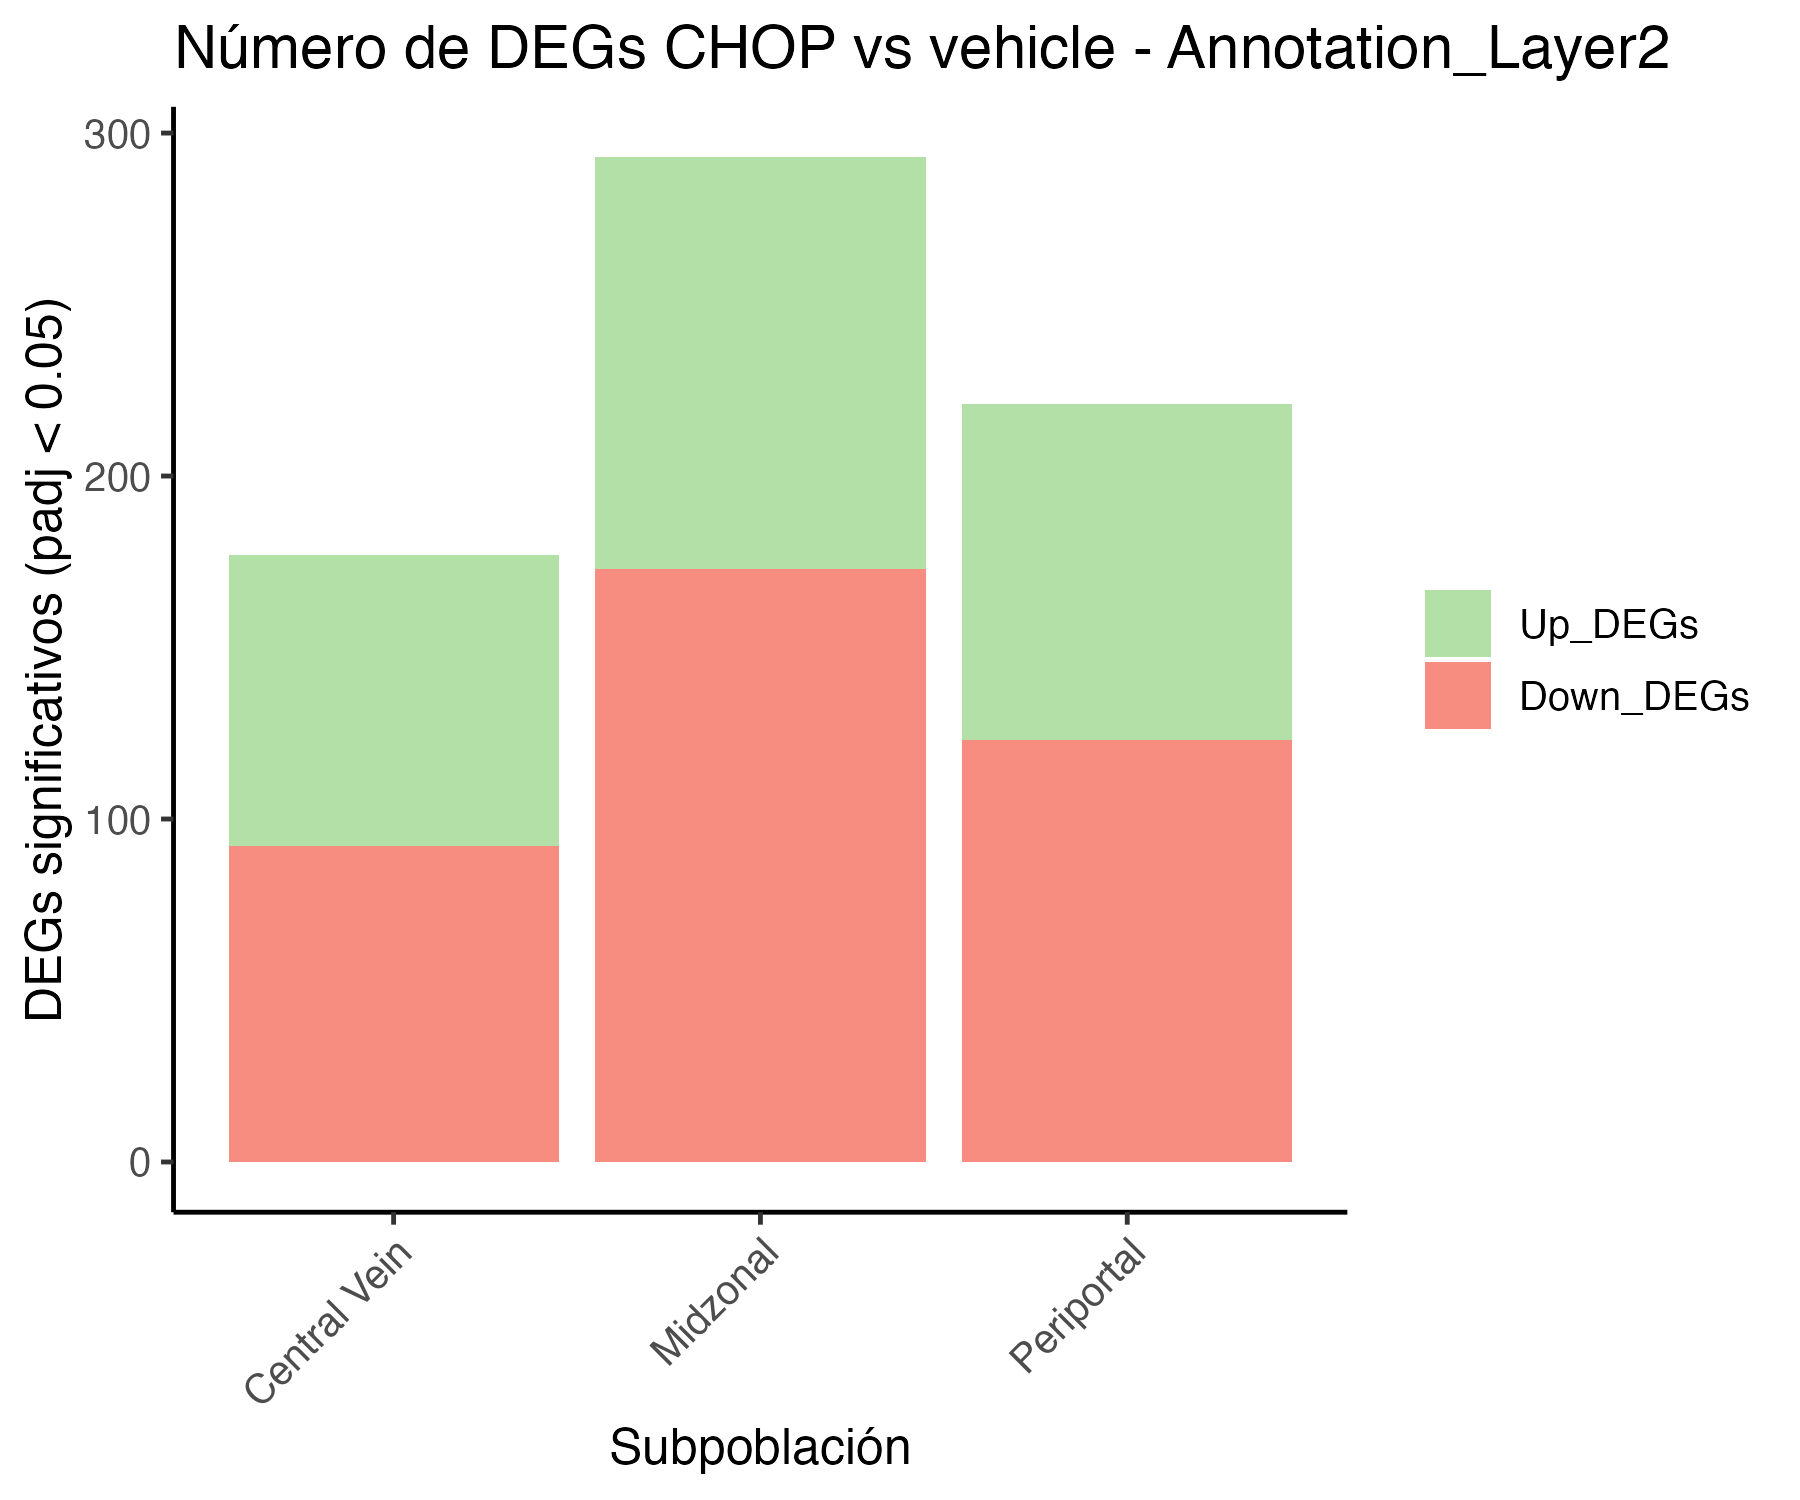 Número de DEGs CHOP vs vehicle - Annotation_Layer2
DEGs significativos (padj < 0.05)
300
200
100
0
Central Vein
Midzonal
Periportal
Subpoblación
Up_DEGs
Down_DEGs